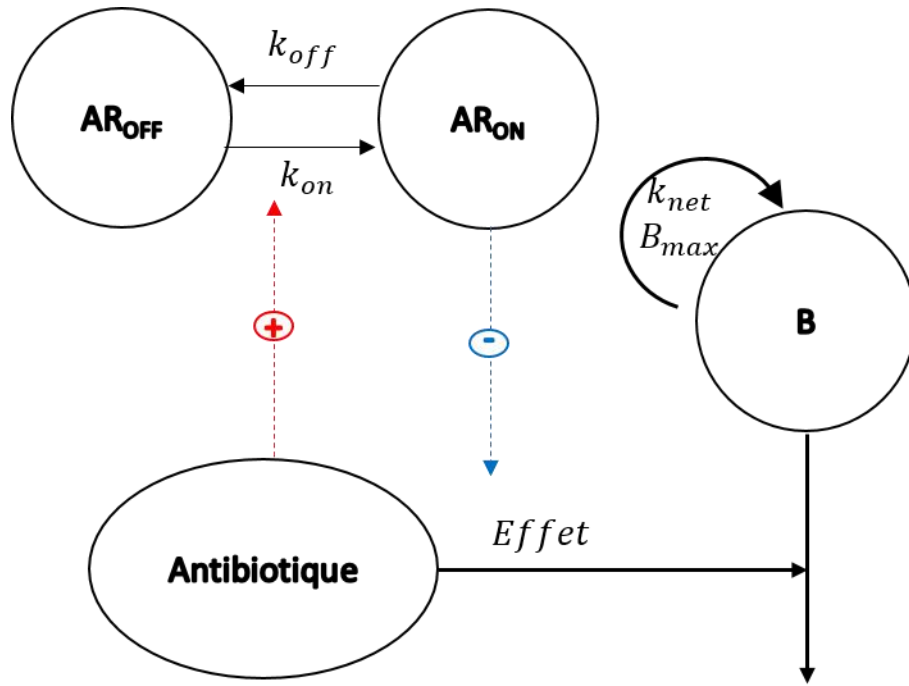 k_off
AR_OFF
AR_ON
k_on
k_net
B_max
B
+
-
Effet
Antibiotique